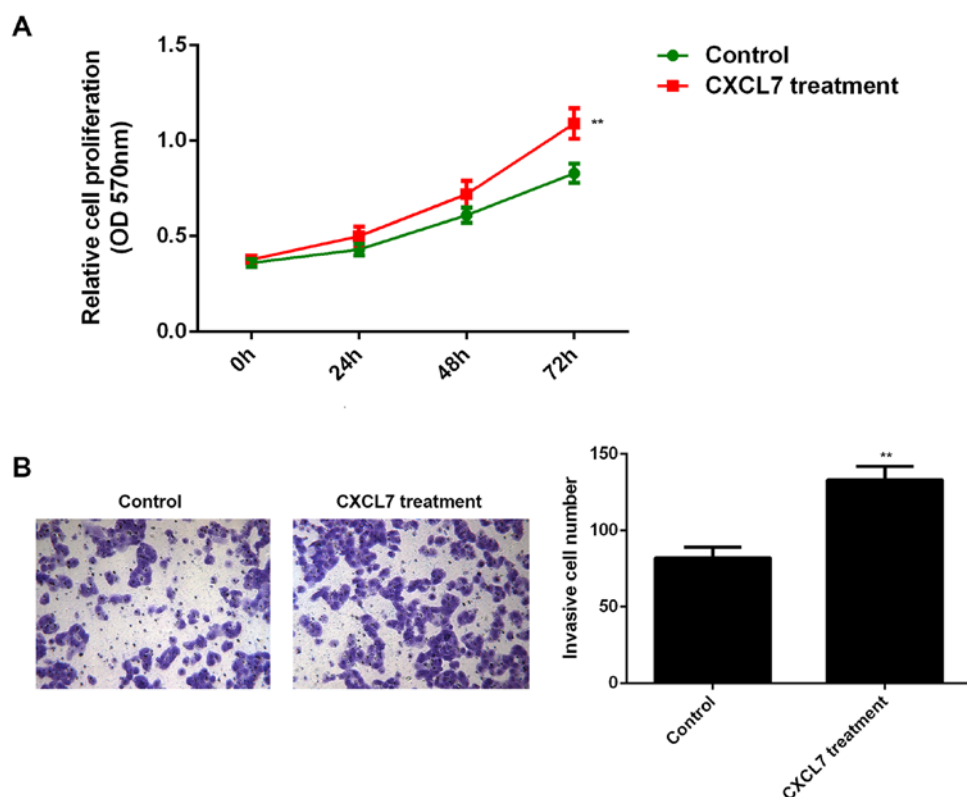 A
Relative cell proliferation
(OD 570nm)
1.5
1.0
0.5
0.0
0h
24h
48h
72h
**
Control
CXCL7 treatment
B
Control
CXCL7 treatment
Invasive cell number
150
100
50
0
**
Control
CXCL7 treatment